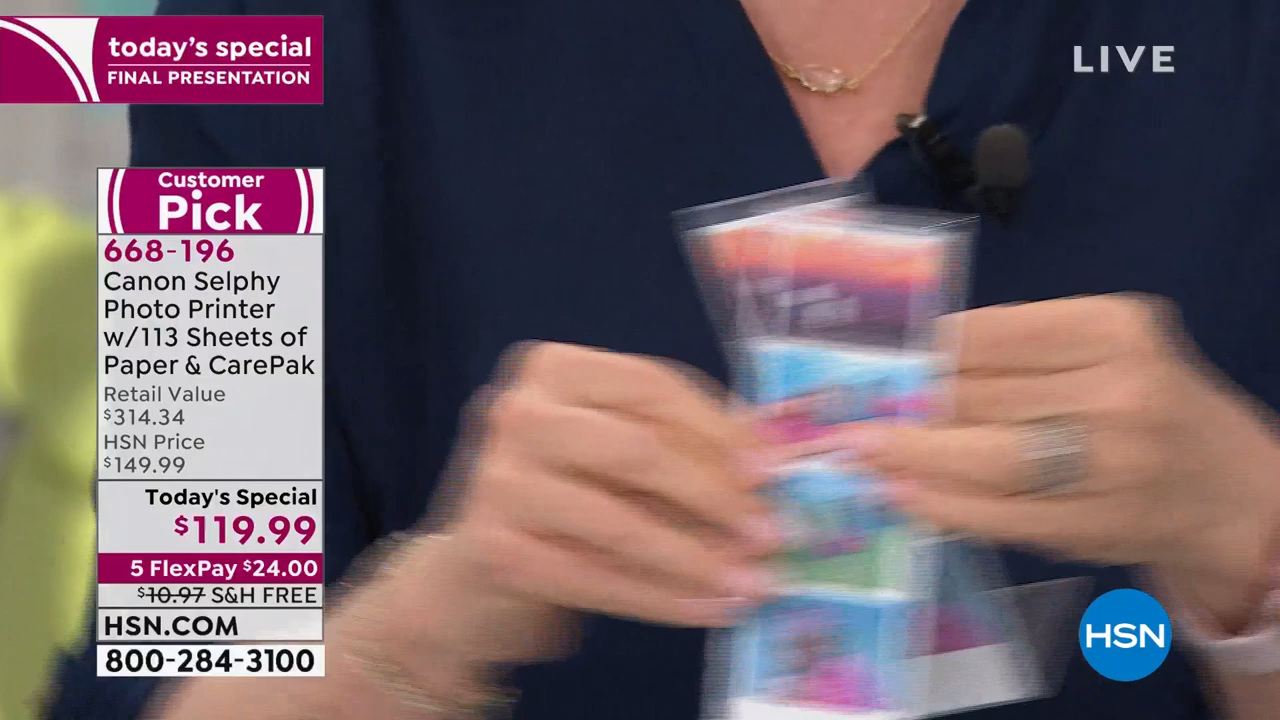 today's special
FINAL PRESENTATION
LIVE
Customer
Pick
668-196
Canon Selphy
Photo Printer
w/113 Sheets of
Paper & CarePak
Retail Value
$314.34
HSN Price
$149.99
Today's Special
$119.99
5 FlexPay $24.00
$10.97 S&H FREE
HSN.COM
800-284-3100
HSN